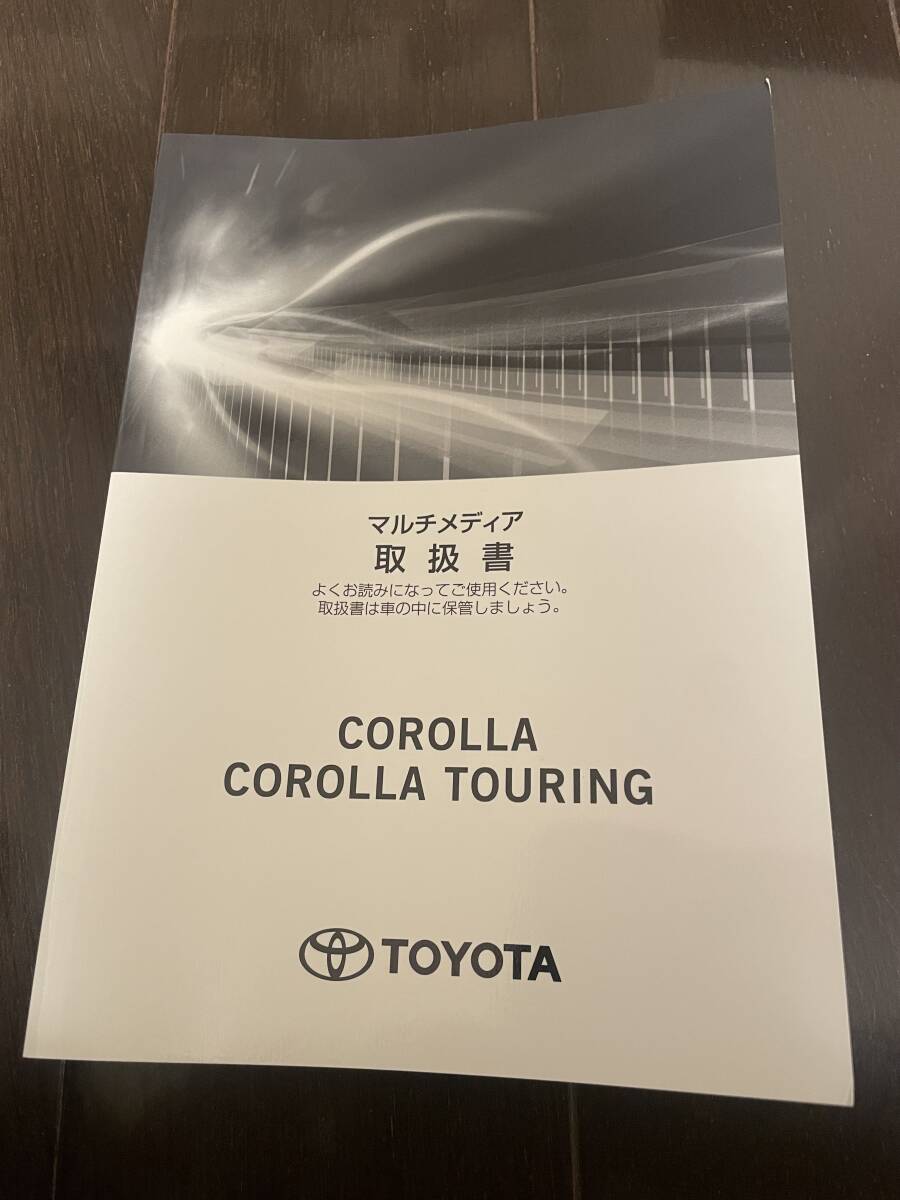 マルチメディア
取扱書
よくお読みになってご使用ください。
取扱書は車の中に保管しましょう。
COROLLA
COROLLA TOURING
TOYOTA